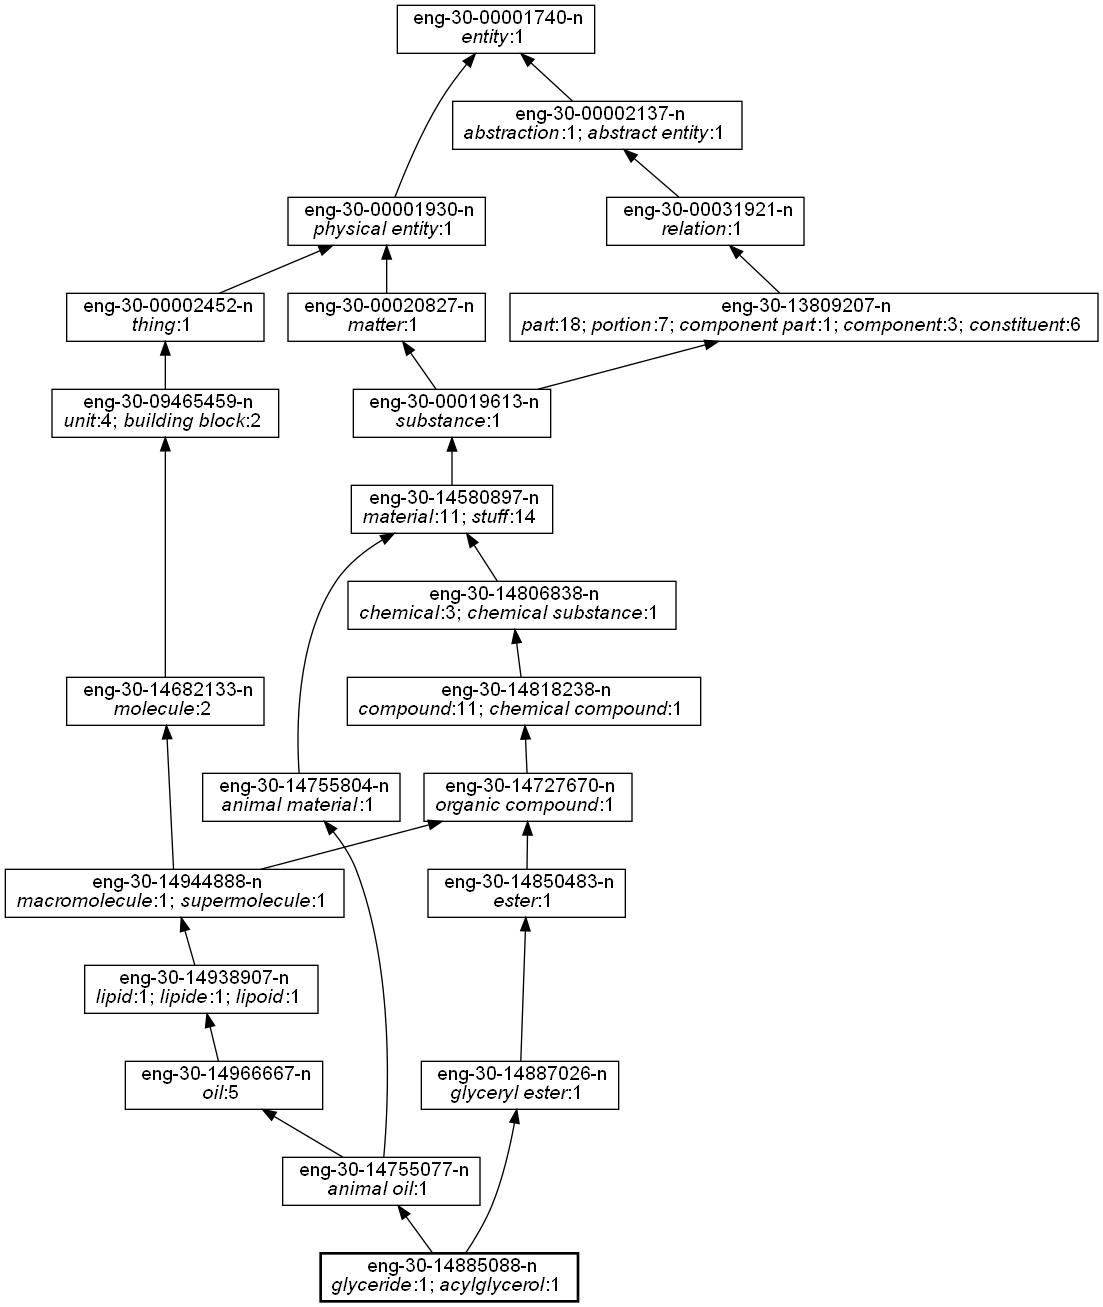 eng-30-00001740-n
entity:1
eng-30-00002137-n
abstraction:1; abstract entity:1
eng-30-00001930-n
physical entity:1
eng-30-00031921-n
relation:1
eng-30-00002452-n
thing:1
eng-30-00020827-n
matter:1
eng-30-13809207-n
part:18; portion:7; component part:1; component:3; constituent:6
eng-30-09465459-n
unit:4; building block:2
eng-30-00019613-n
substance:1
eng-30-14580897-n
material:11; stuff:14
eng-30-14806838-n
chemical:3; chemical substance:1
eng-30-14682133-n
molecule:2
eng-30-14818238-n
compound:11; chemical compound:1
eng-30-14755804-n
animal material:1
eng-30-14727670-n
organic compound:1
eng-30-14944888-n
macromolecule:1; supermolecule:1
eng-30-14850483-n
ester:1
eng-30-14938907-n
lipid:1; lipide:1; lipoid:1
eng-30-14966667-n
oil:5
eng-30-14887026-n
glyceryl ester:1
eng-30-14755077-n
animal oil:1
eng-30-14885088-n
glyceride:1; acylglycerol:1